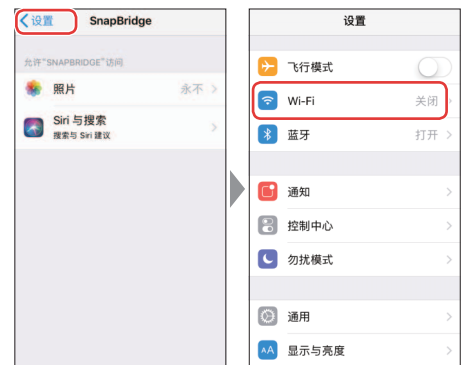 设置
SnapBridge
允许“SNAPBRIDGE”访问
照片
永不
Siri 与搜索
搜索与 Siri 建议
设置
飞行模式
Wi-Fi
关闭
蓝牙
打开
通知
控制中心
勿扰模式
通用
AA
显示与亮度